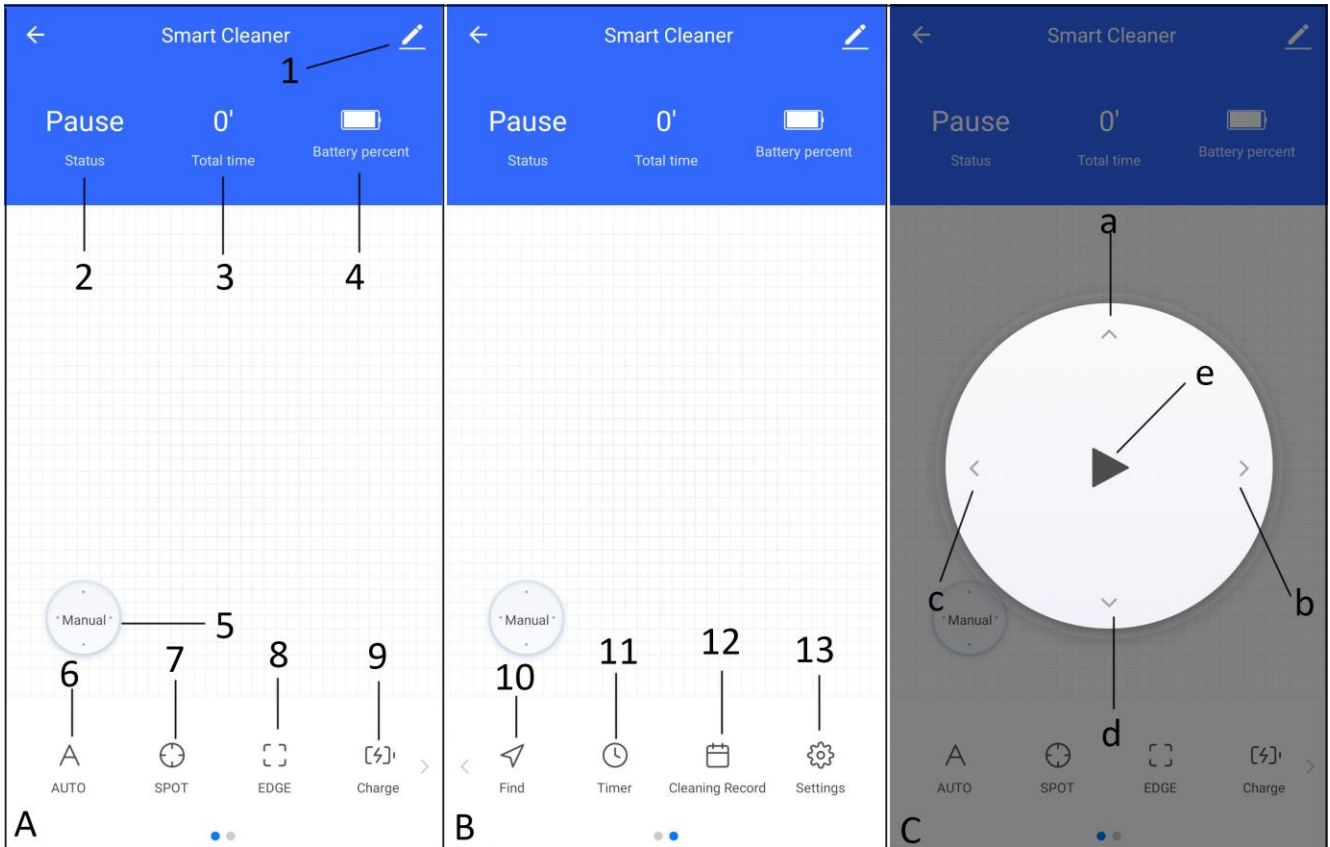 Smart Cleaner
1
Pause 0'
Status Total time Battery percent
2 3 4
Manual
5
6 7 8 9
AUTO SPOT EDGE Charge
A
Smart Cleaner
Pause 0'
Status Total time Battery percent
Manual
10 11 12 13
Find Timer Cleaning Record Settings
B
Smart Cleaner
Pause 0'
Status Total time Battery percent
a
e
c b
Manual
d
AUTO SPOT EDGE Charge
C